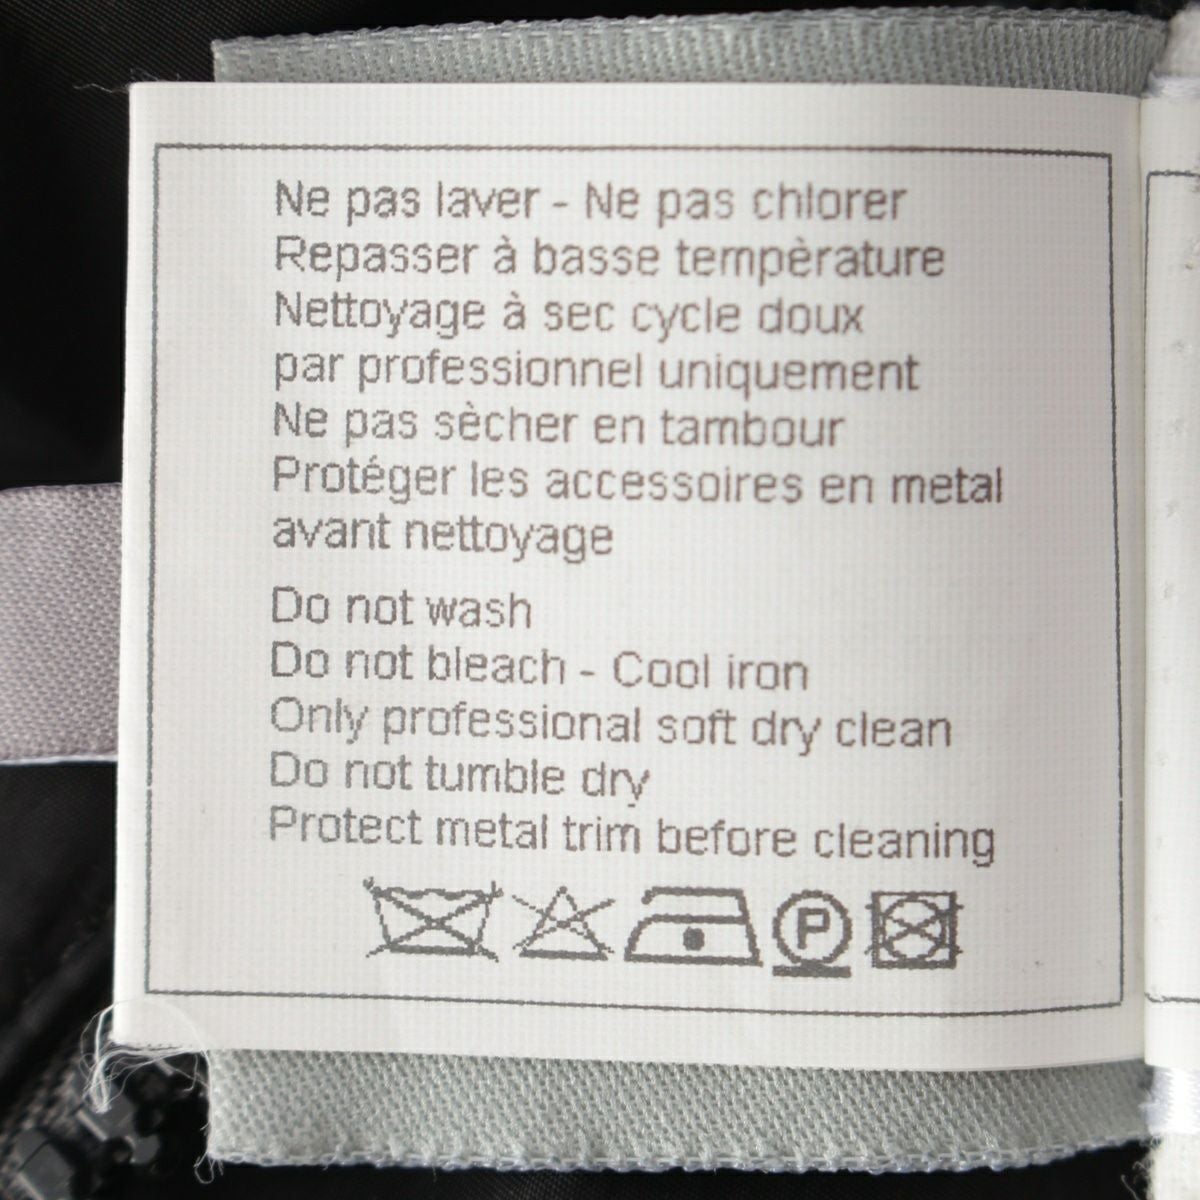 Ne pas laver - Ne pas chlorer
Repasser à basse tempèrature
Nettoyage à sec cycle doux
par professionnel uniquement
Ne pas sècher en tambour
Protéger les accessoires en metal
avant nettoyage
Do not wash
Do not bleach - Cool iron
Only professional soft dry clean
Do not tumble dry
Protect metal trim before cleaning
P